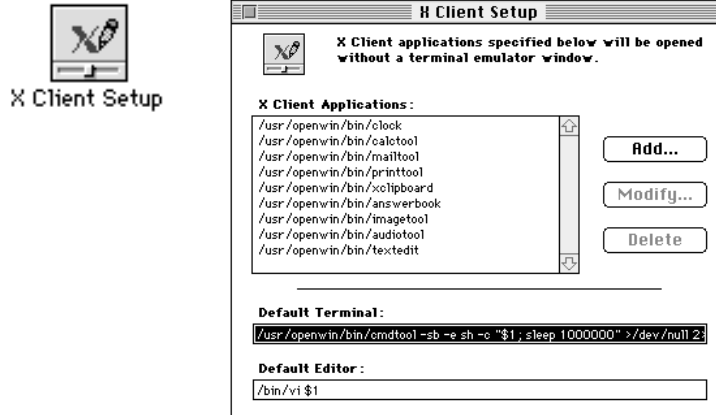 X Client Setup
X Client Setup
X Client applications specified below will be opened
without a terminal emulator window.
X Client Applications:
/usr/openwin/bin/clock
/usr/openwin/bin/calctool
/usr/openwin/bin/mailtool
/usr/openwin/bin/printtool
/usr/openwin/bin/xclipboard
/usr/openwin/bin/answerbook
/usr/openwin/bin/imagetool
/usr/openwin/bin/audiotool
/usr/openwin/bin/textedit
Add...
Modify...
Delete
Default Terminal:
/usr/openwin/bin/cmdtool -sb -e sh -c "$1; sleep 1000000" >/dev/null 2>
Default Editor:
/bin/vi $1